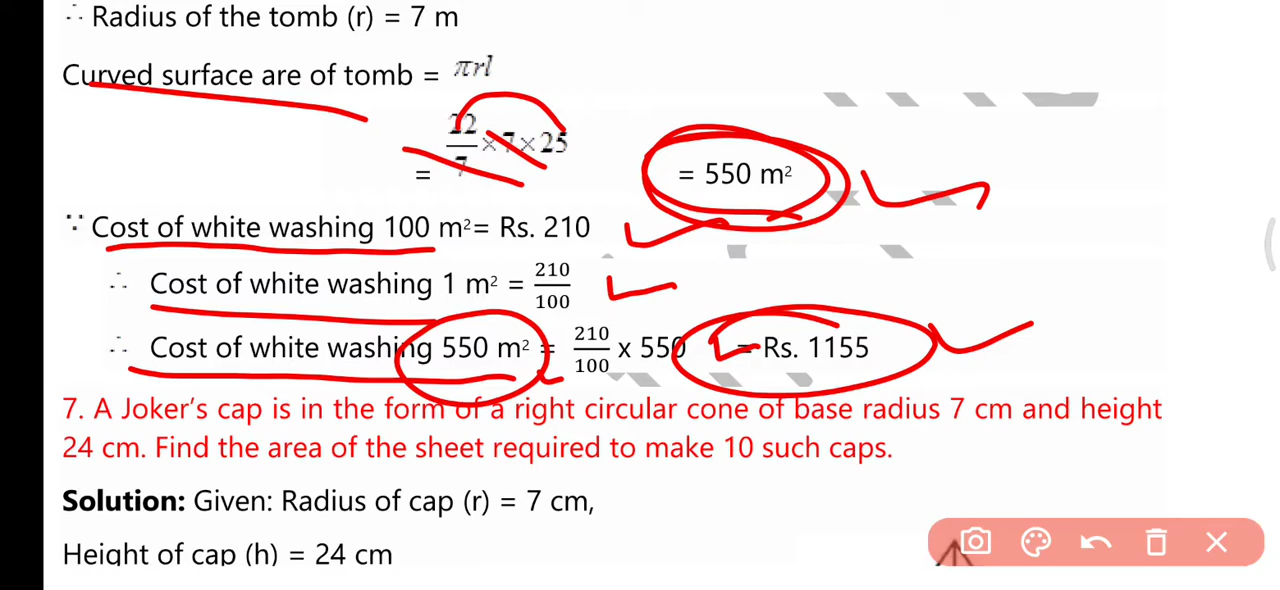 ∴ Radius of the tomb (r) = 7 m
Curved surface are of tomb = πrl
= 22/7 × 7 × 25 = 550 m²
∵ Cost of white washing 100 m²= Rs. 210
∴ Cost of white washing 1 m² = 210/100
∴ Cost of white washing 550 m² = 210/100 x 550 = Rs. 1155
7. A Joker's cap is in the form of a right circular cone of base radius 7 cm and height
24 cm. Find the area of the sheet required to make 10 such caps.
Solution: Given: Radius of cap (r) = 7 cm,
Height of cap (h) = 24 cm